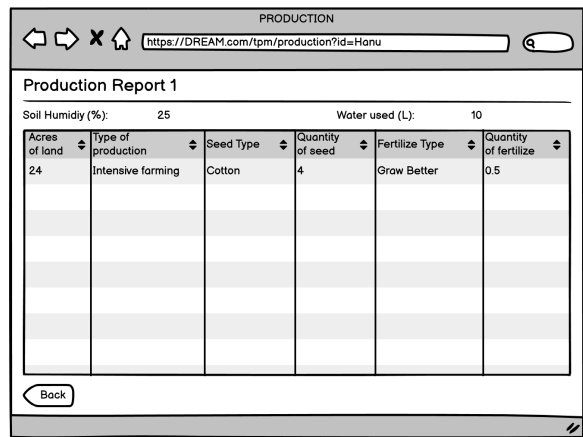 PRODUCTION
https://DREAM.com/tpm/production?id=Hanu
Production Report 1
Soil Humidiy (%): 25 Water used (L): 10
Acres of land Type of production Seed Type Quantity of seed Fertilize Type Quantity of fertilize
24 Intensive farming Cotton 4 Graw Better 0.5
Back